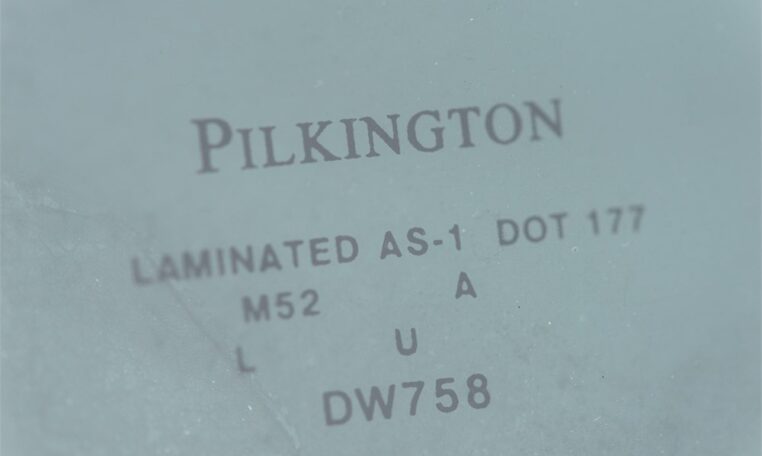 PILKINGTON
LAMINATED AS-1 DOT 177
M52 A
L U
DW758